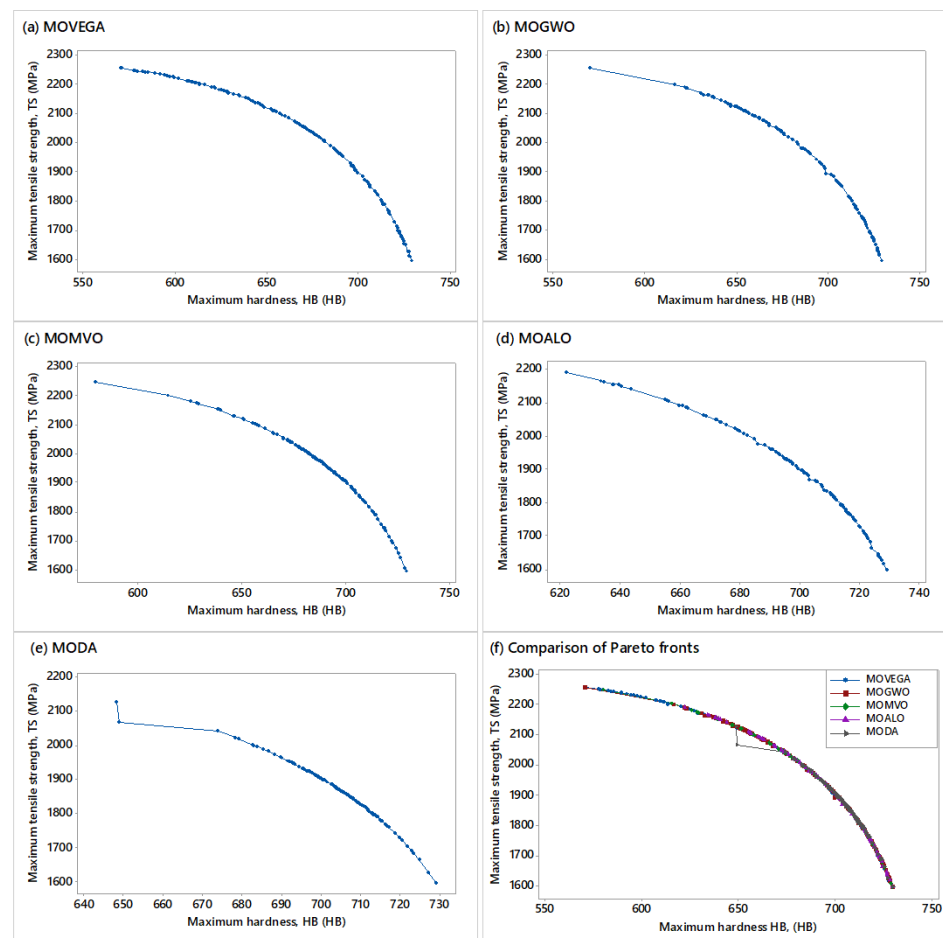 (a) MOVEGA
Maximum tensile strength, TS (MPa)
2300
2200
2100
2000
1900
1800
1700
1600
550 600 650 700 750
Maximum hardness, HB (HB)
(b) MOGWO
Maximum tensile strength, TS (MPa)
2300
2200
2100
2000
1900
1800
1700
1600
550 600 650 700 750
Maximum hardness, HB (HB)
(c) MOMVO
Maximum tensile strength, TS (MPa)
2300
2200
2100
2000
1900
1800
1700
1600
600 650 700 750
Maximum hardness, HB (HB)
(d) MOALO
Maximum tensile strength, TS (MPa)
2200
2100
2000
1900
1800
1700
1600
620 640 660 680 700 720 740
Maximum hardness, HB (HB)
(e) MODA
Maximum tensile strength, TS (MPa)
2200
2100
2000
1900
1800
1700
1600
640 650 660 670 680 690 700 710 720 730
Maximum hardness, HB (HB)
(f) Comparison of Pareto fronts
Maximum tensile strength, TS (MPa)
2300
2200
2100
2000
1900
1800
1700
1600
550 600 650 700 750
Maximum hardness HB, (HB)
MOVEGA
MOGWO
MOMVO
MOALO
MODA